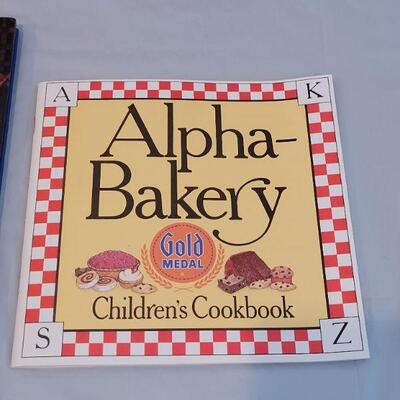 A K
Alpha-
Bakery
Gold
MEDAL
Children's Cookbook
S Z